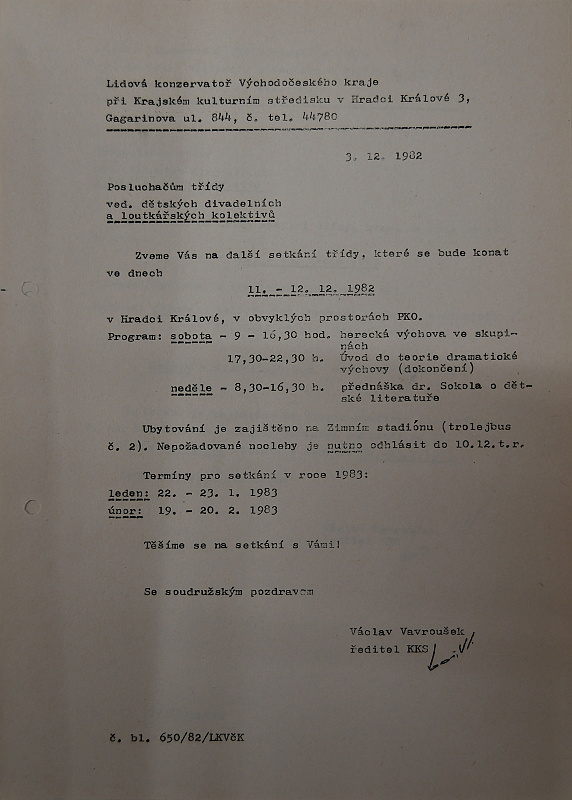 Lidová konzervatoř Východočeského kraje
při Krajském kulturním středisku v Hradci Králové 3,
Gagarinova ul. 844, č. tel. 44780
3. 12. 1982
Posluchačům třídy
ved. dětských divadelních
a loutkářských kolektivů
Zveme Vás na další setkání třídy, které se bude konat
ve dnech
11. - 12. 12. 1982
v Hradci Králové, v obvyklých prostorách PKO.
Program: sobota - 9 - 16,30 hod. herecká výchova ve skupi-
nách
17,30-22,30 h. Úvod do teorie dramatické
výchovy (dokončení)
neděle - 8,30-16,30 h. přednáška dr. Sokola o dět-
ské literatuře
Ubytování je zajištěno na Zimním stadiónu (trolejbus
č. 2). Nepožadované noclehy je nutno odhlásit do 10.12.t.r.
Termíny pro setkání v roce 1983:
leden: 22. - 23. 1. 1983
únor: 19. - 20. 2. 1983
Těšíme se na setkání s Vámi!
Se soudružským pozdravem
Václav Vavroušek
ředitel KKS
č. bl. 650/82/LKVčK